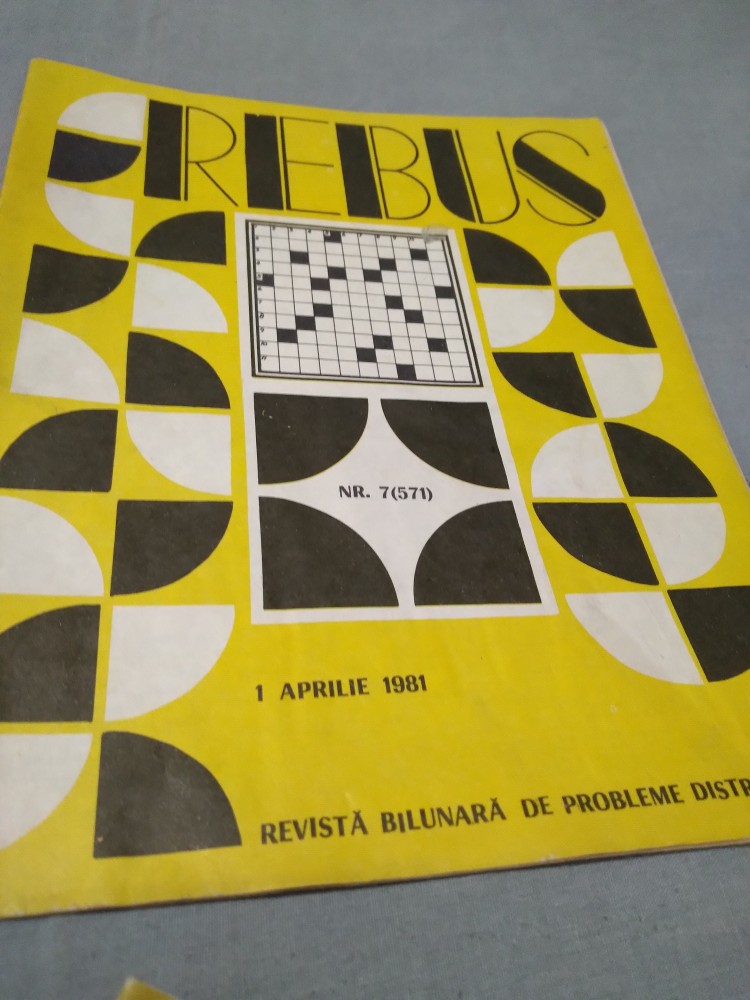 REBUS
NR. 7(571)
1 APRILIE 1981
REVISTĂ BILUNARĂ DE PROBLEME DISTR